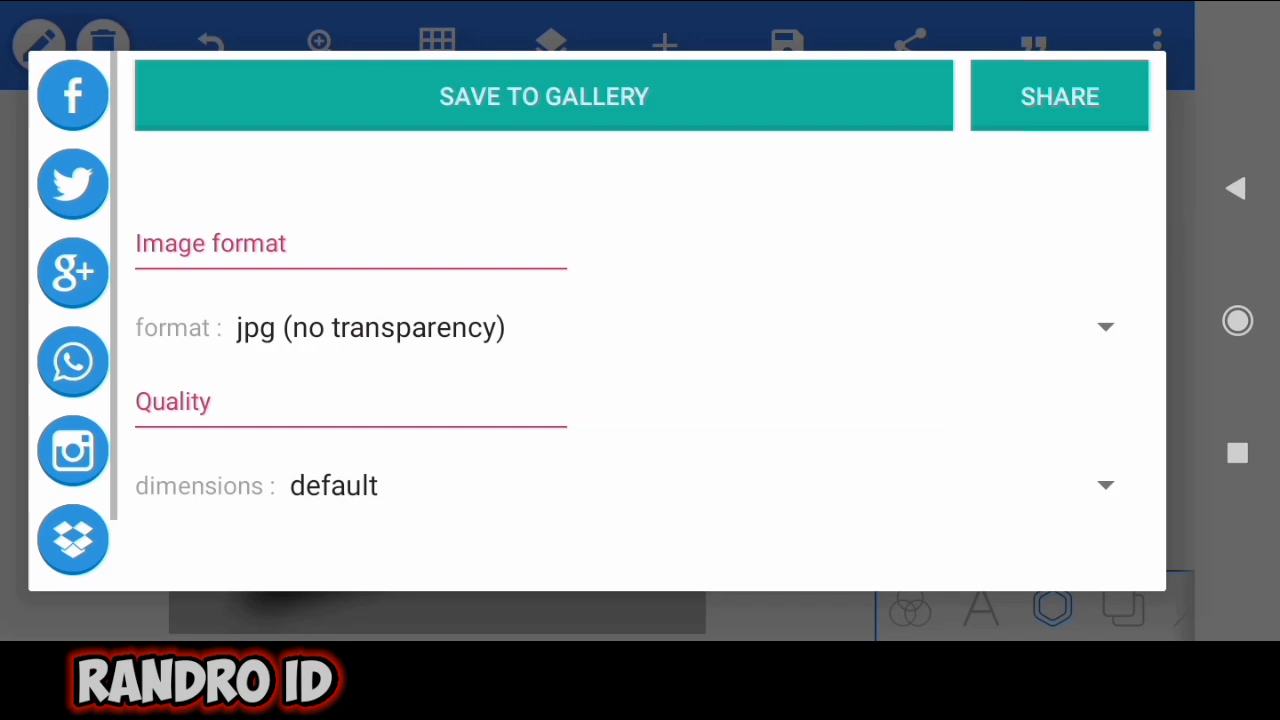 SAVE TO GALLERY
SHARE
Image format
format : jpg (no transparency)
Quality
dimensions : default
RANDRO ID